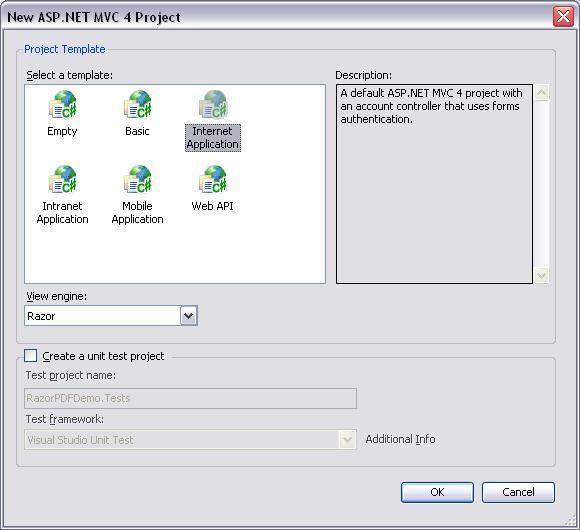 New ASP.NET MVC 4 Project
Project Template
Select a template:
Empty
Basic
Internet
Application
Intranet
Application
Mobile
Application
Web API
Description:
A default ASP.NET MVC 4 project with
an account controller that uses forms
authentication.
View engine:
Razor
Create a unit test project
Test project name:
RazorPDFDemo.Tests
Test framework:
Visual Studio Unit Test
Additional Info
OK
Cancel